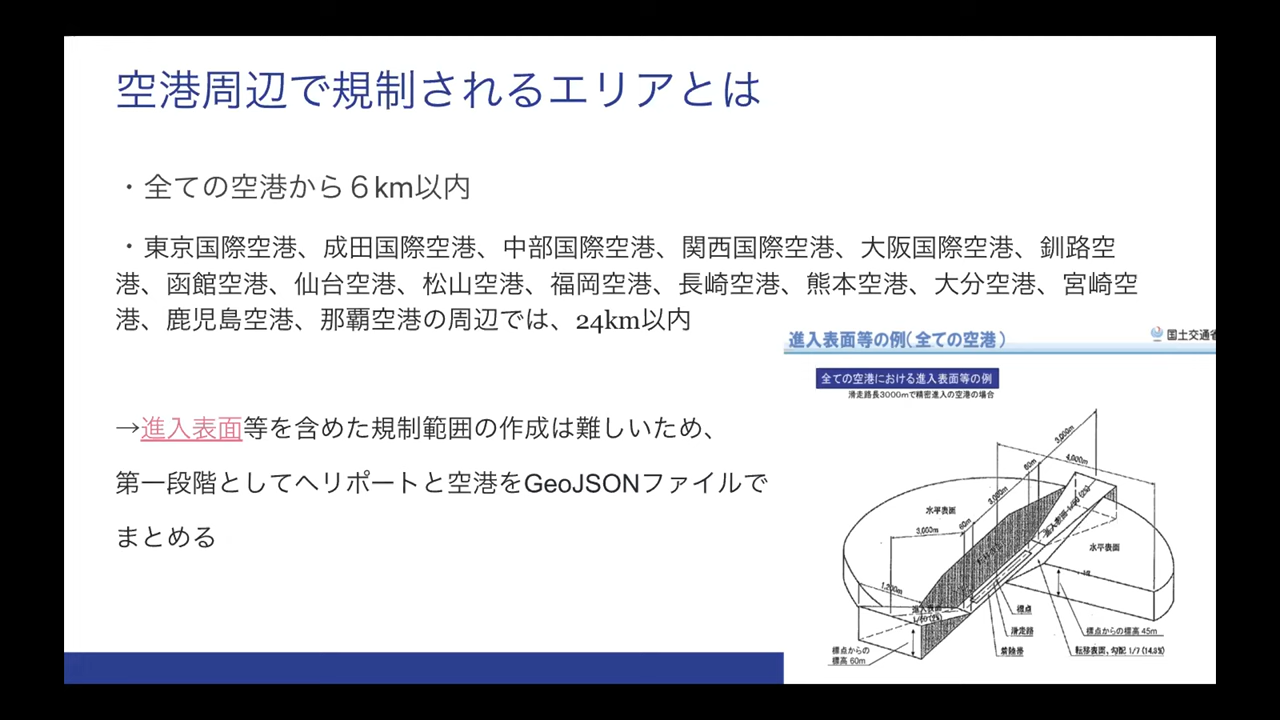 空港周辺で規制されるエリアとは
・全ての空港から６km以内
・東京国際空港、成田国際空港、中部国際空港、関西国際空港、大阪国際空港、釧路空
港、函館空港、仙台空港、松山空港、福岡空港、長崎空港、熊本空港、大分空港、宮崎空
港、鹿児島空港、那覇空港の周辺では、24km以内
→進入表面等を含めた規制範囲の作成は難しいため、
第一段階としてヘリポートと空港をGeoJSONファイルで
まとめる
進入表面等の例(全ての空港)
国土交通省
全ての空港における進入表面等の例
滑走路長3000mで精密進入の空港の場合
3,000m
4,000m
60m
3,000m
水平表面
60m
3,000m
進入表面
水平表面
1,200m
進入表面
標点
滑走路
着陸帯
標点からの標高 45m
転移表面、勾配 1/7 (14.3%)
標点からの
標高 60m